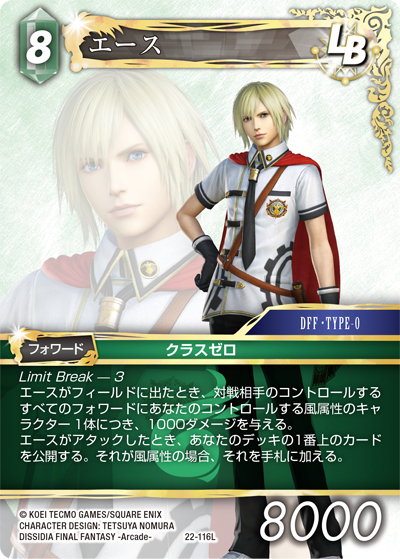 8
エース
LB
DFF・TYPE-0
フォワード
クラスゼロ
Limit Break — 3
エースがフィールドに出たとき、対戦相手のコントロールする
すべてのフォワードにあなたのコントロールする風属性のキャ
ラクター1体につき、1000ダメージを与える。
エースがアタックしたとき、あなたのデッキの1番上のカード
を公開する。それが風属性の場合、それを手札に加える。
© KOEI TECMO GAMES/SQUARE ENIX
CHARACTER DESIGN: TETSUYA NOMURA
DISSIDIA FINAL FANTASY -Arcade-
22-116L
8000